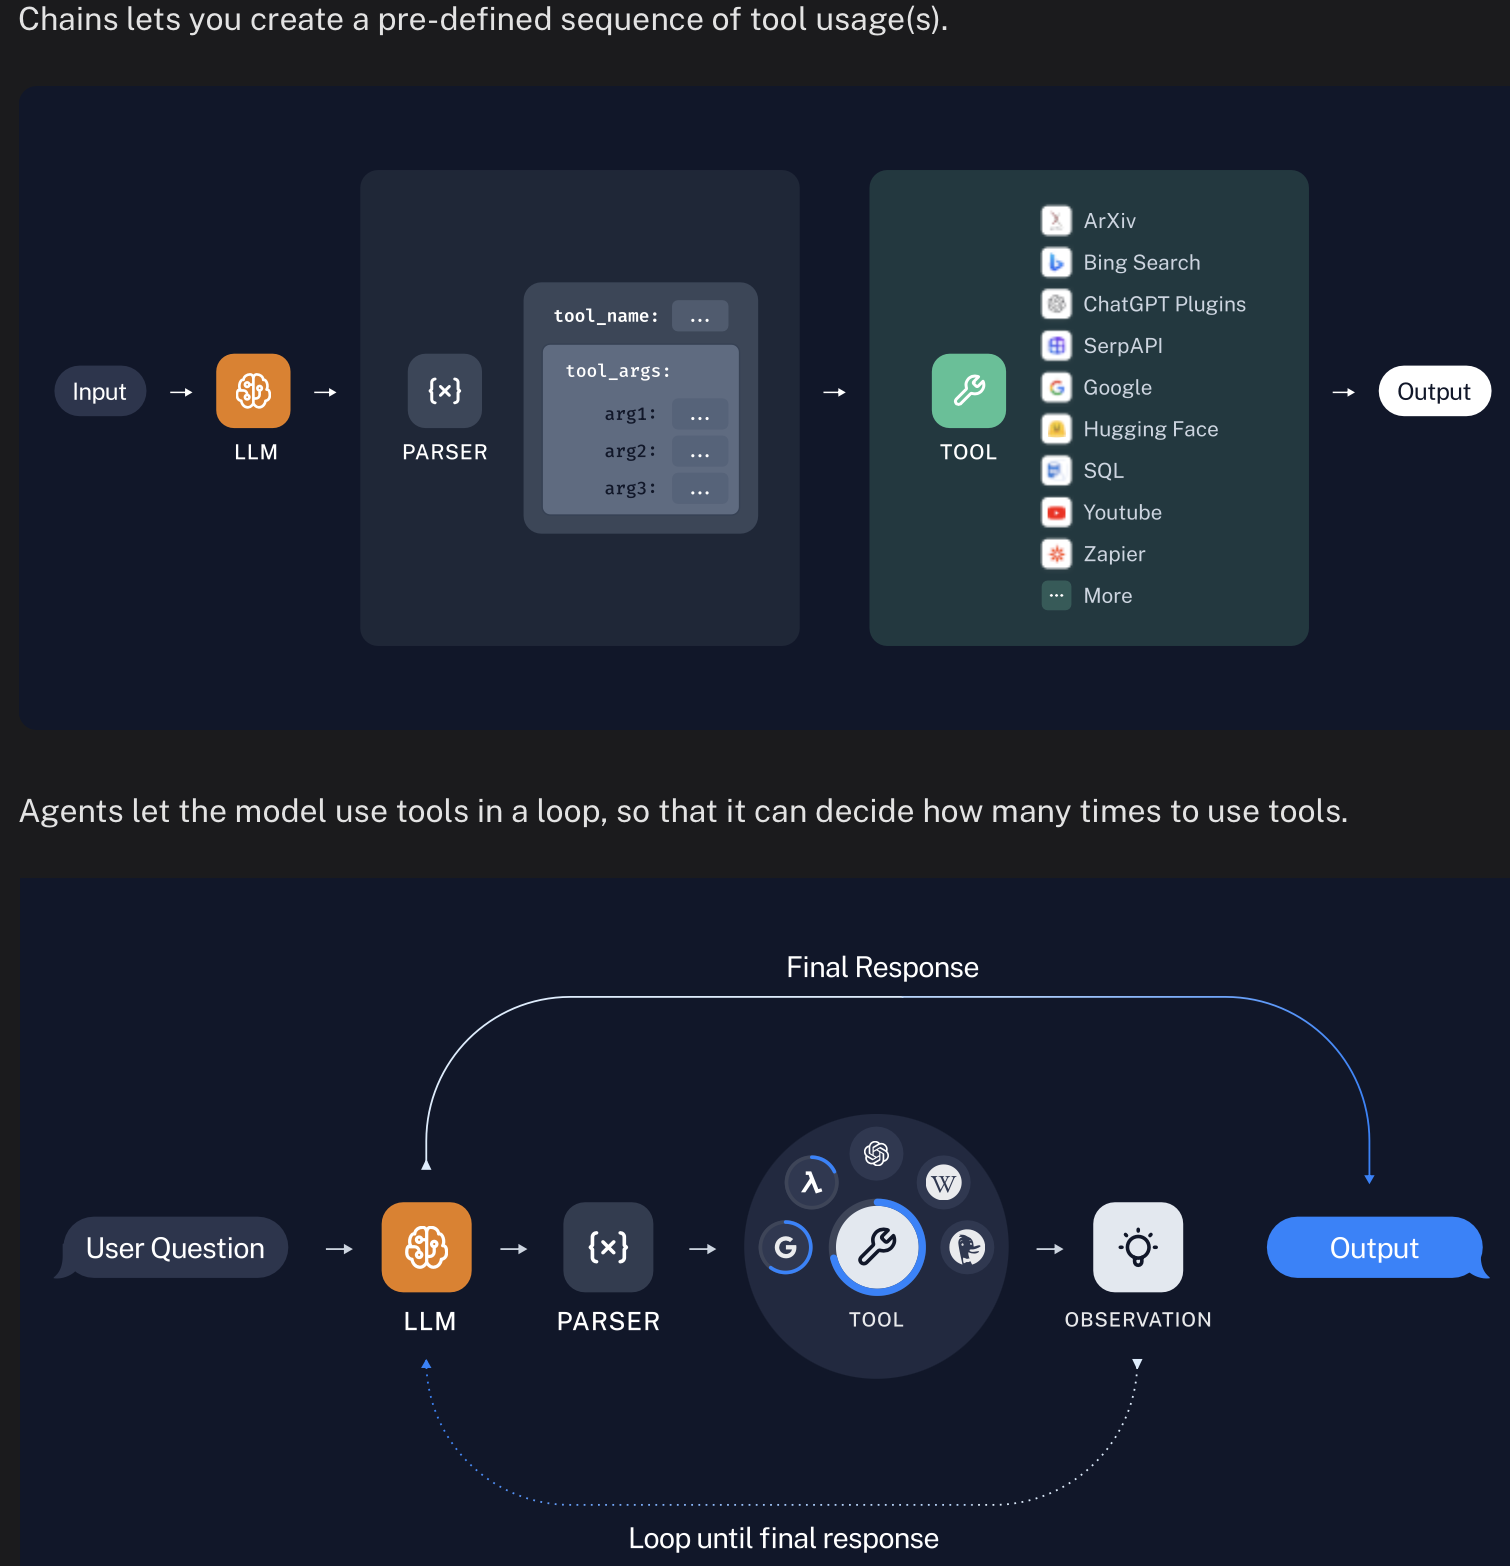 Chains lets you create a pre-defined sequence of tool usage(s).
Input
LLM
PARSER
tool_name: ...
tool_args:
arg1: ...
arg2: ...
arg3: ...
TOOL
ArXiv
Bing Search
ChatGPT Plugins
SerpAPI
Google
Hugging Face
SQL
Youtube
Zapier
More
Output
Agents let the model use tools in a loop, so that it can decide how many times to use tools.
Final Response
User Question
LLM
PARSER
λ
W
G
TOOL
OBSERVATION
Output
Loop until final response